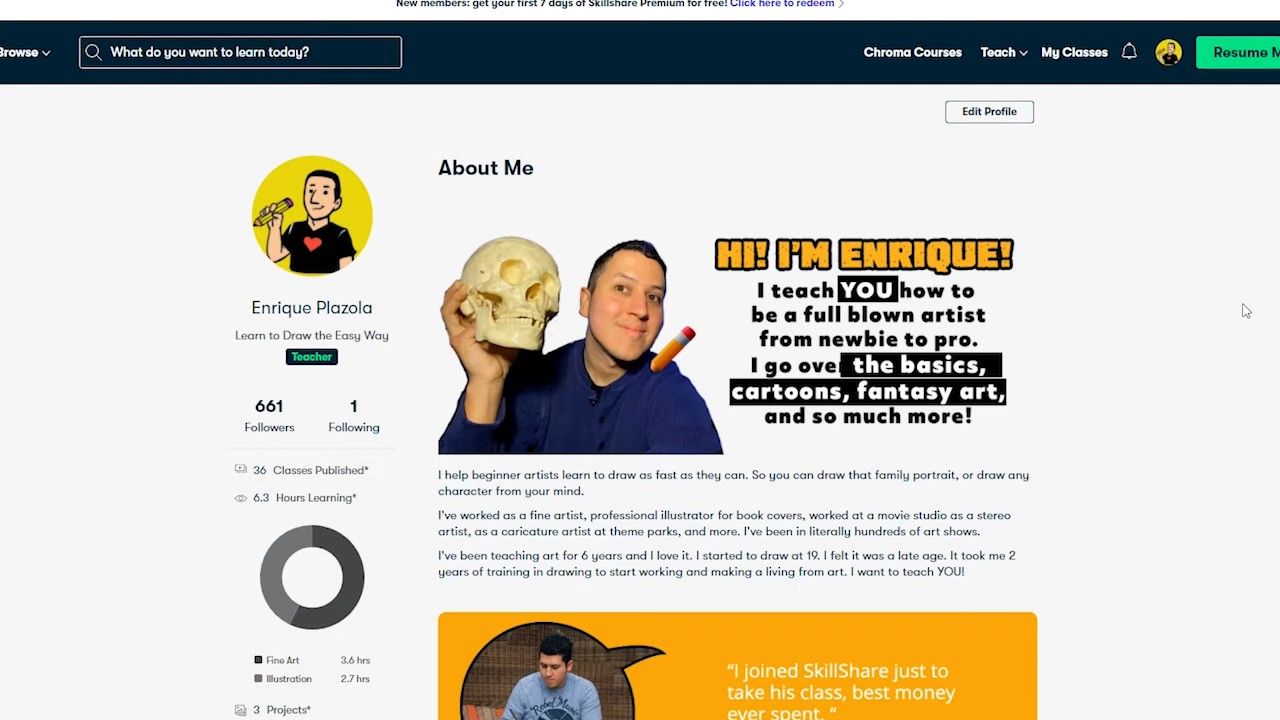 New members: get your first 7 days of Skillshare Premium for free! Click here to redeem
Browse
What do you want to learn today?
Chroma Courses
Teach
My Classes
Resume M
Edit Profile
Enrique Plazola
Learn to Draw the Easy Way
Teacher
661
Followers
1
Following
36 Classes Published*
6.3 Hours Learning*
Fine Art 3.6 hrs
Illustration 2.7 hrs
3 Projects*
About Me
HI! I'M ENRIQUE!
I teach YOU how to
be a full blown artist
from newbie to pro.
I go over the basics,
cartoons, fantasy art,
and so much more!
I help beginner artists learn to draw as fast as they can. So you can draw that family portrait, or draw any
character from your mind.
I've worked as a fine artist, professional illustrator for book covers, worked at a movie studio as a stereo
artist, as a caricature artist at theme parks, and more. I've been in literally hundreds of art shows.
I've been teaching art for 6 years and I love it. I started to draw at 19. I felt it was a late age. It took me 2
years of training in drawing to start working and making a living from art. I want to teach YOU!
"I joined SkillShare just to
take his class, best money
ever spent. "